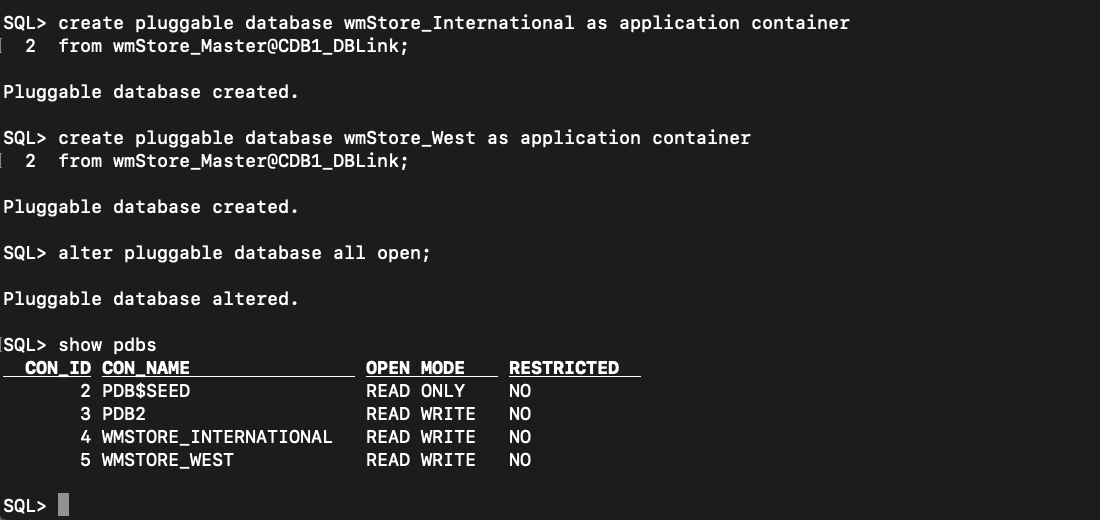 SQL> create pluggable database wmStore_International as application container
2 from wmStore_Master@CDB1_DBLink;
Pluggable database created.
SQL> create pluggable database wmStore_West as application container
2 from wmStore_Master@CDB1_DBLink;
Pluggable database created.
SQL> alter pluggable database all open;
Pluggable database altered.
SQL> show pdbs
CON_ID CON_NAME OPEN MODE RESTRICTED
2 PDB$SEED READ ONLY NO
3 PDB2 READ WRITE NO
4 WMSTORE_INTERNATIONAL READ WRITE NO
5 WMSTORE_WEST READ WRITE NO
SQL>